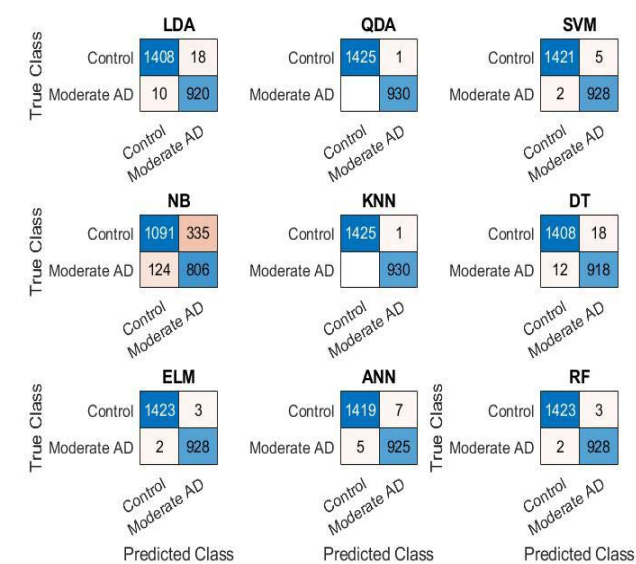 LDA QDA SVM
True Class
Control 1408 18 Control 1425 1 Control 1421 5
Moderate AD 10 920 Moderate AD 930 Moderate AD 2 928
Control Moderate AD Control Moderate AD Control Moderate AD
NB KNN DT
True Class
Control 1091 335 Control 1425 1 Control 1408 18
Moderate AD 124 806 Moderate AD 930 Moderate AD 12 918
Control Moderate AD Control Moderate AD Control Moderate AD
ELM ANN RF
True Class True Class
Control 1423 3 Control 1419 7 Control 1423 3
Moderate AD 2 928 Moderate AD 5 925 Moderate AD 2 928
Control Moderate AD Control Moderate AD Control Moderate AD
Predicted Class Predicted Class Predicted Class